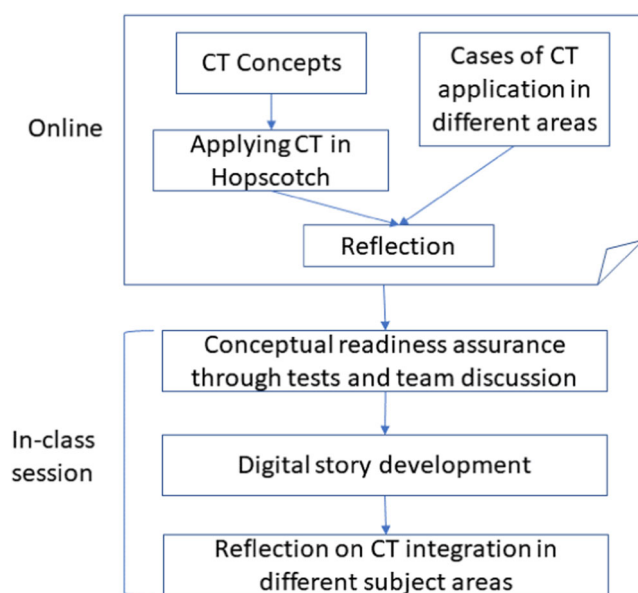 CT Concepts
Cases of CT
application in
different areas
Online
Applying CT in
Hopscotch
Reflection
Conceptual readiness assurance
through tests and team discussion
In-class
session
Digital story development
Reflection on CT integration in
different subject areas